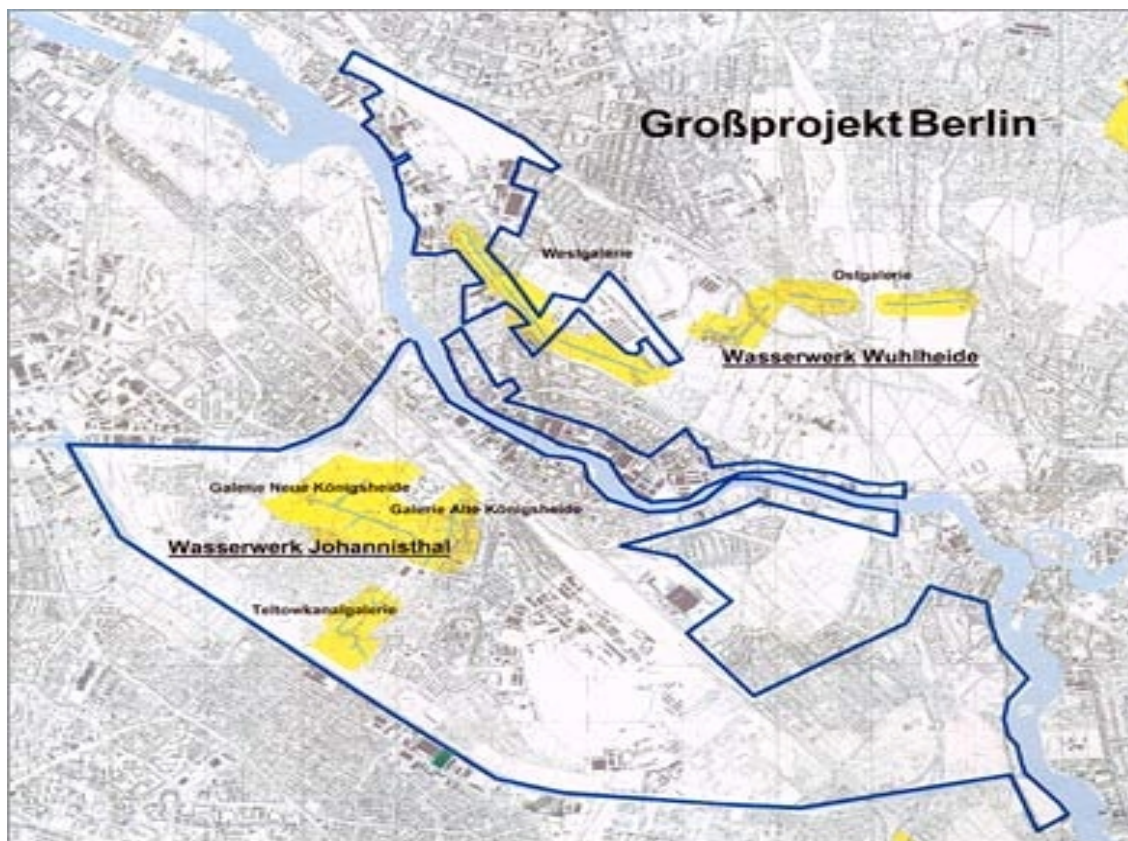 Großprojekt Berlin
Westgalerie
Ostgalerie
Wasserwerk Wuhlheide
Galerie Neue Königsheide
Galerie Alte Königsheide
Wasserwerk Johannisthal
Teltowkanalgalerie